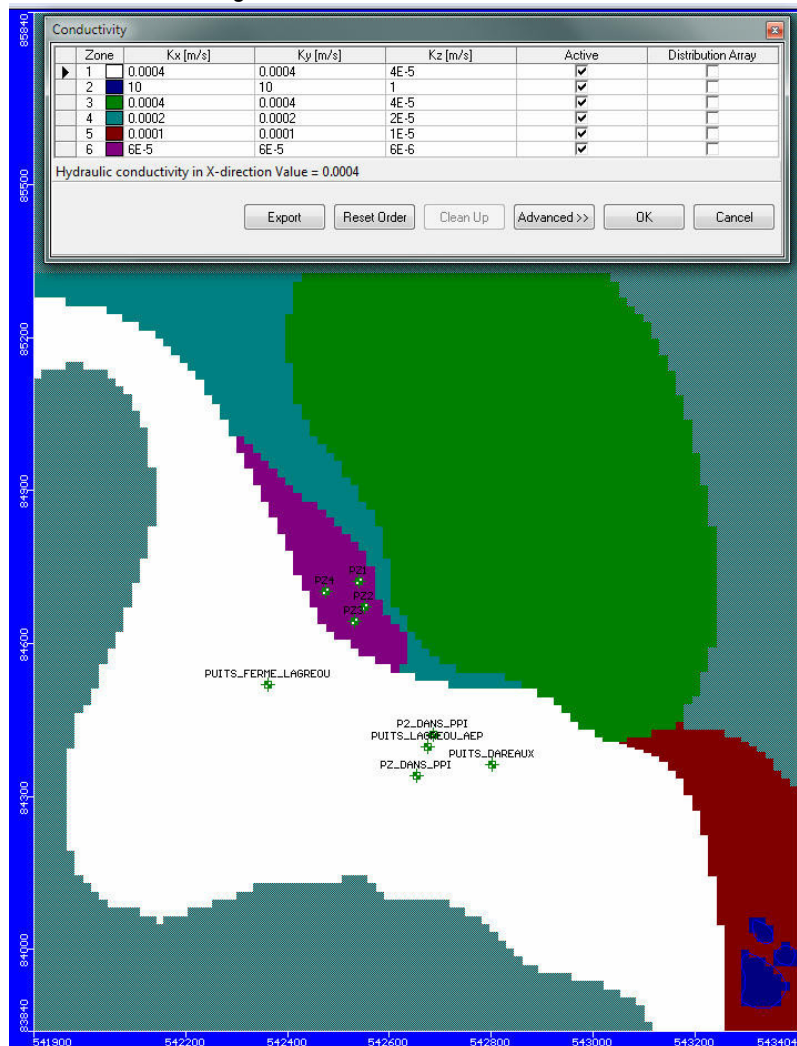 Conductivity
Zone Kx [m/s] Ky [m/s] Kz [m/s] Active Distribution Array
1 0.0004 0.0004 4E-5
2 10 10 1
3 0.0004 0.0004 4E-5
4 0.0002 0.0002 2E-5
5 0.0001 0.0001 1E-5
6 6E-5 6E-5 6E-6
Hydraulic conductivity in X-direction Value = 0.0004
Export Reset Order Clean Up Advanced >> OK Cancel
85840
85500
85200
84900
PZ1
PZ4
PZ2
PZ3
84600
PUITS_FERME_LAGREOU
PZ_DANS_PPI
PUITS_LAGREOU_AEP
PUITS_DAREAUX
PZ_DANS_PPI
84300
84000
83840
541900 542200 542400 542600 542800 543000 543200 543404